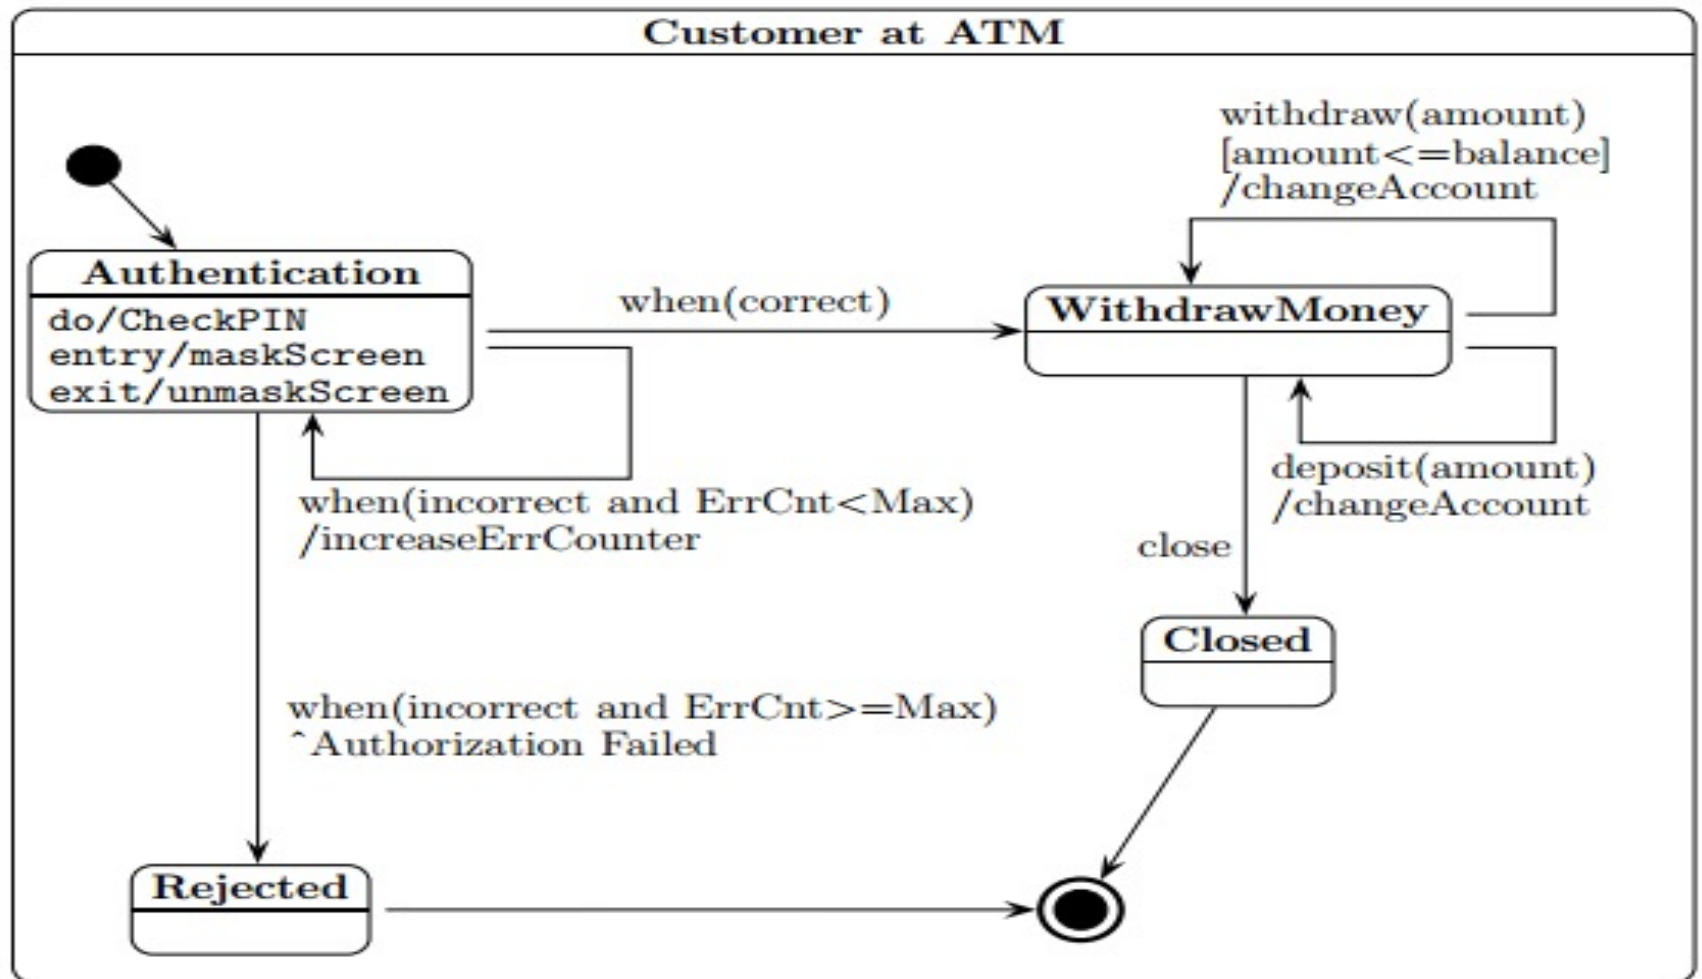 Customer at ATM
withdraw(amount)
[amount<=balance]
/changeAccount
Authentication
do/CheckPIN
entry/maskScreen
exit/unmaskScreen
when(correct)
WithdrawMoney
when(incorrect and ErrCnt<Max)
/increaseErrCounter
deposit(amount)
/changeAccount
close
Closed
when(incorrect and ErrCnt>=Max)
^Authorization Failed
Rejected